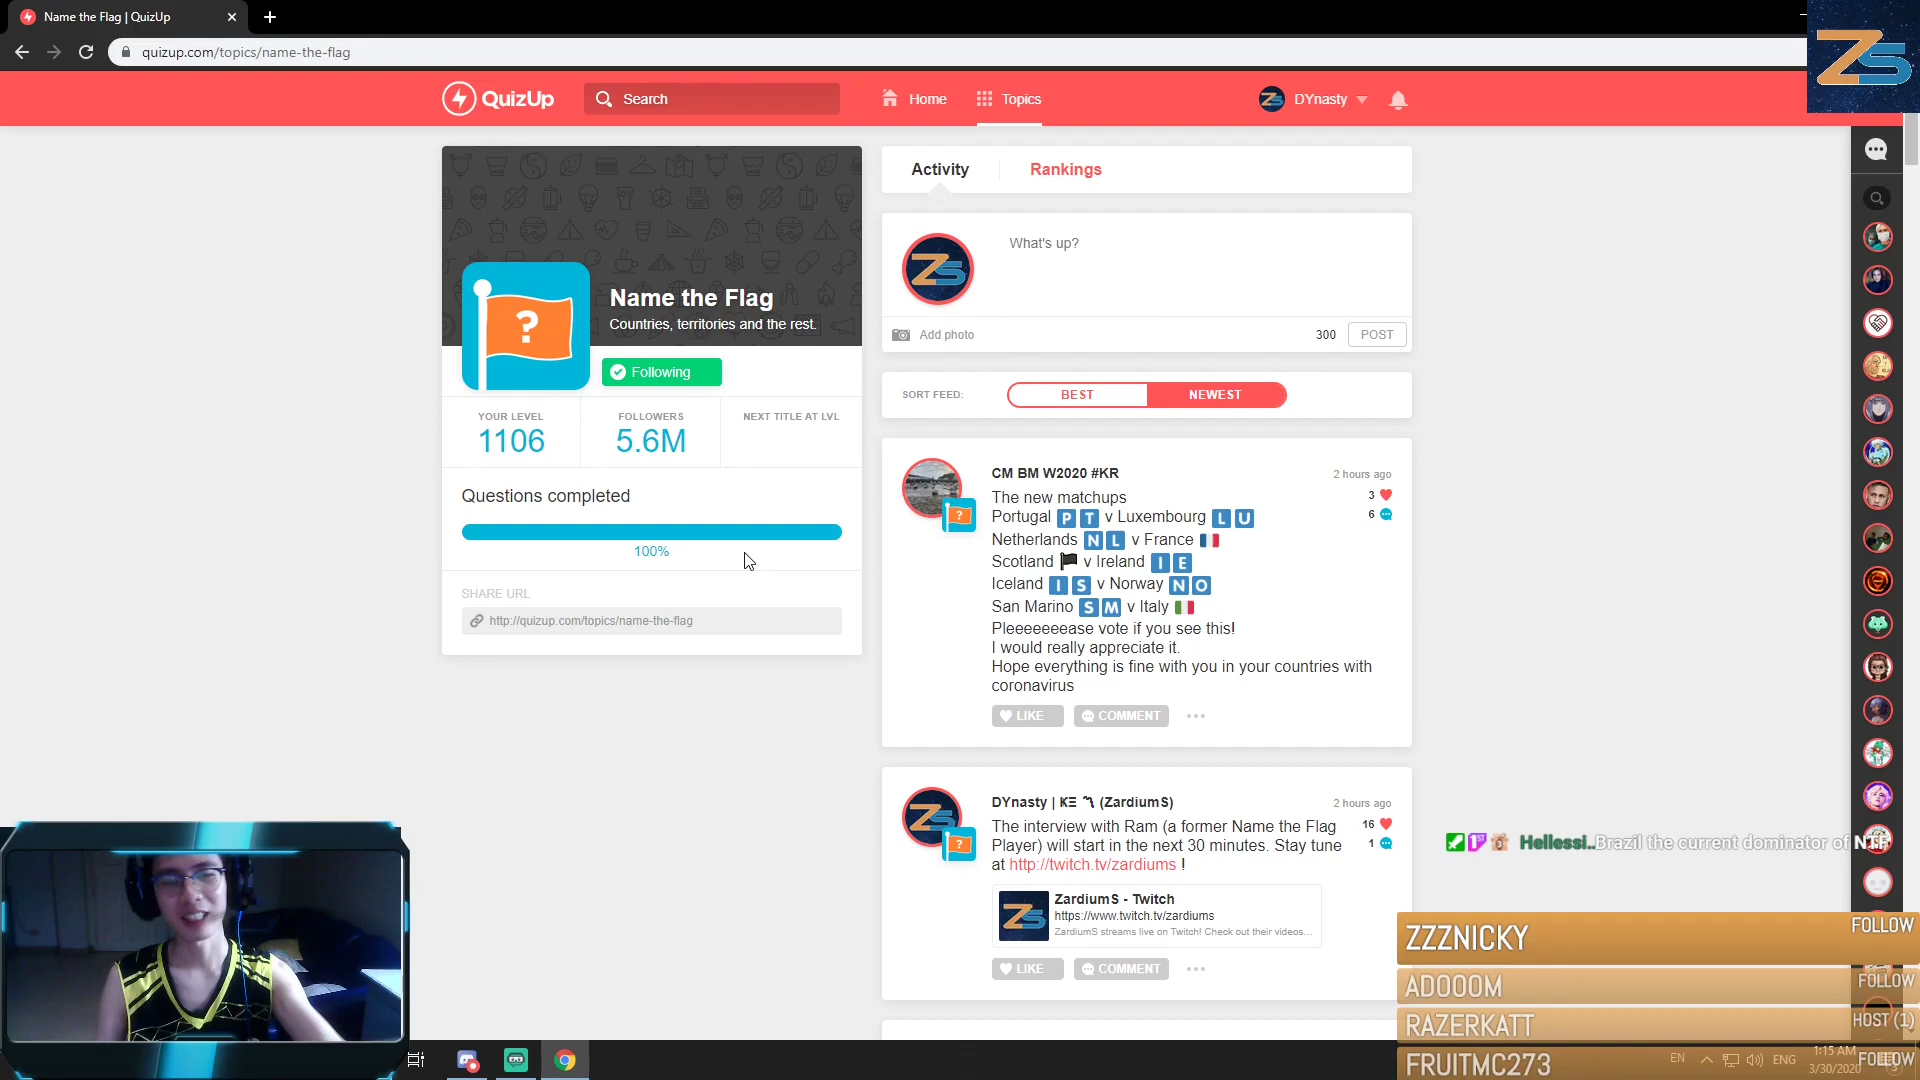 Name the Flag | QuizUp
quizup.com/topics/name-the-flag
ZS
QuizUp
Search
Home
Topics
DYnasty
Name the Flag
Countries, territories and the rest.
Following
YOUR LEVEL
1106
FOLLOWERS
5.6M
NEXT TITLE AT LVL
Questions completed
100%
SHARE URL
http://quizup.com/topics/name-the-flag
Activity
Rankings
What's up?
Add photo
300
POST
SORT FEED:
BEST
NEWEST
CM BM W2020 #KR
2 hours ago
3
6
The new matchups
Portugal 🇵🇹 v Luxembourg 🇱🇺
Netherlands 🇳🇱 v France 🇫🇷
Scotland 🏴 v Ireland 🇮🇪
Iceland 🇮🇸 v Norway 🇳🇴
San Marino 🇸🇲 v Italy 🇮🇹
Pleeeeeeease vote if you see this!
I would really appreciate it.
Hope everything is fine with you in your countries with
coronavirus
LIKE
COMMENT
DYnasty | (ZardiumS)
2 hours ago
16
1
The interview with Ram (a former Name the Flag
Player) will start in the next 30 minutes. Stay tune
at http://twitch.tv/zardiums !
ZardiumS - Twitch
https://www.twitch.tv/zardiums
ZardiumS streams live on Twitch! Check out their videos...
LIKE
COMMENT
Hellessi..Brazil the current dominator of NTF
ZZZNICKY FOLLOW
ADOOOM FOLLOW
RAZERKATT HOST (1)
FRUITMC273 FOLLOW
EN
ENG
1:15 AM
3/30/2020